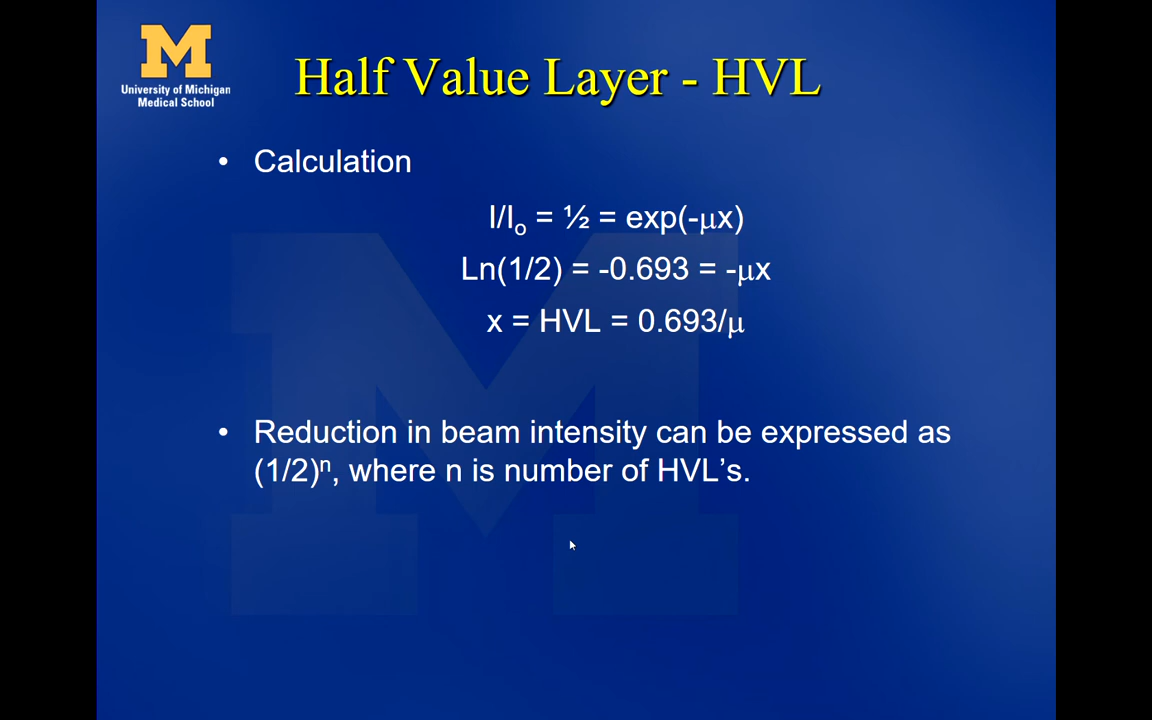 M
University of Michigan
Medical School
Half Value Layer - HVL
• Calculation
I/Iₒ = ½ = exp(-μx)
Ln(1/2) = -0.693 = -μx
x = HVL = 0.693/μ
• Reduction in beam intensity can be expressed as
(1/2)ⁿ, where n is number of HVL’s.